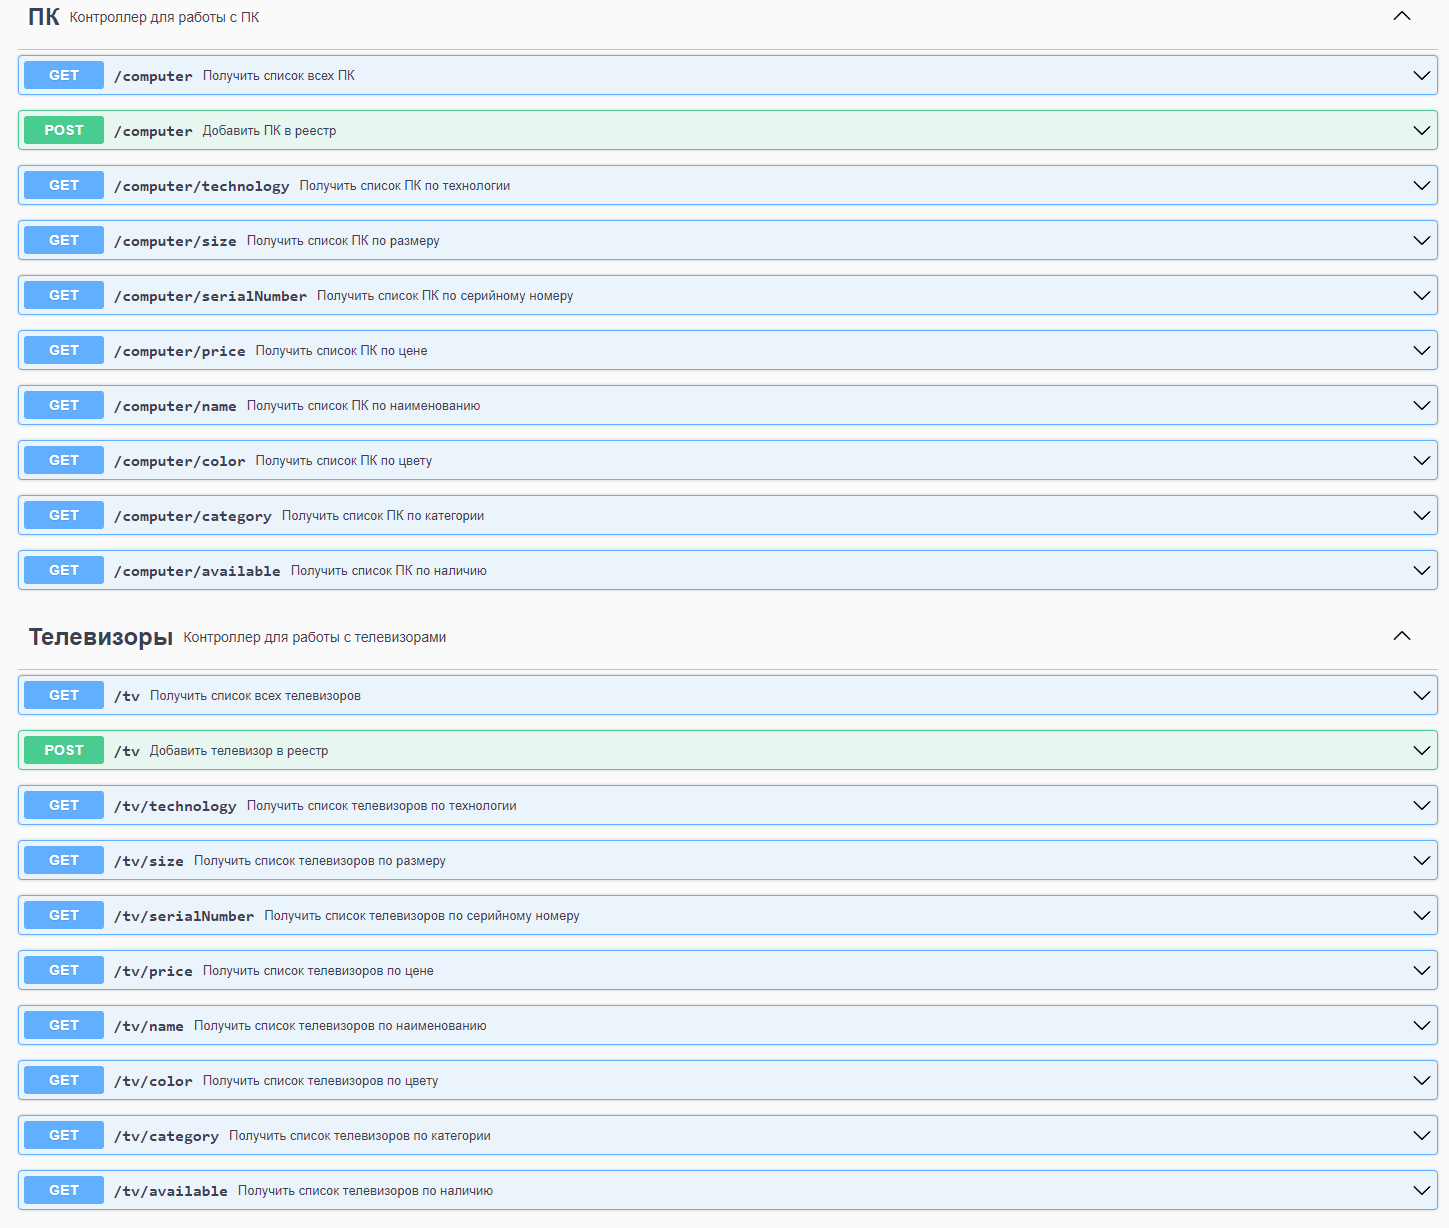 ПК Контроллер для работы с ПК
GET /computer Получить список всех ПК
POST /computer Добавить ПК в реестр
GET /computer/technology Получить список ПК по технологии
GET /computer/size Получить список ПК по размеру
GET /computer/serialNumber Получить список ПК по серийному номеру
GET /computer/price Получить список ПК по цене
GET /computer/name Получить список ПК по наименованию
GET /computer/color Получить список ПК по цвету
GET /computer/category Получить список ПК по категории
GET /computer/available Получить список ПК по наличию
Телевизоры Контроллер для работы с телевизорами
GET /tv Получить список всех телевизоров
POST /tv Добавить телевизор в реестр
GET /tv/technology Получить список телевизоров по технологии
GET /tv/size Получить список телевизоров по размеру
GET /tv/serialNumber Получить список телевизоров по серийному номеру
GET /tv/price Получить список телевизоров по цене
GET /tv/name Получить список телевизоров по наименованию
GET /tv/color Получить список телевизоров по цвету
GET /tv/category Получить список телевизоров по категории
GET /tv/available Получить список телевизоров по наличию